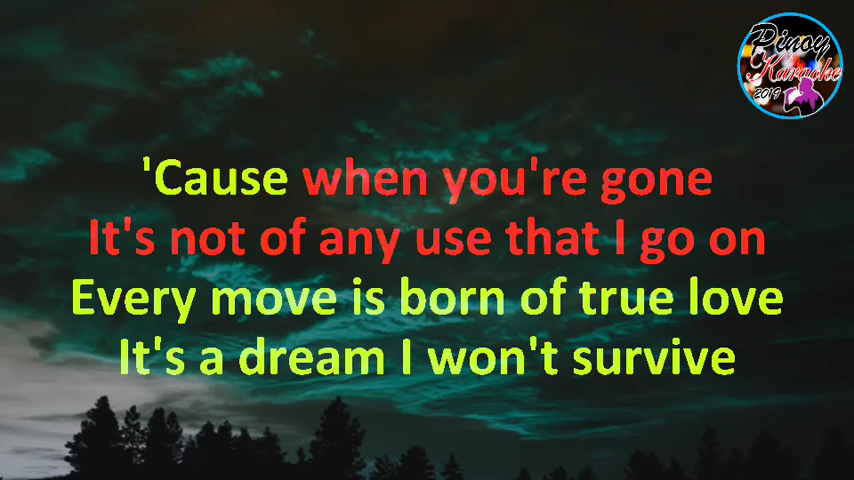 Pinoy
Karaoke
2019
'Cause when you're gone
It's not of any use that I go on
Every move is born of true love
It's a dream I won't survive